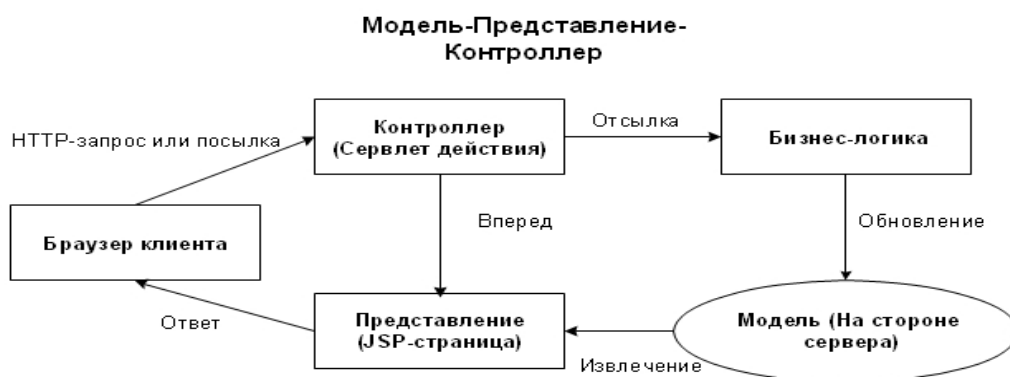 Модель-Представление-
Контроллер
HTTP-запрос или посылка
Контроллер
(Сервлет действия)
Отсылка
Бизнес-логика
Вперед
Обновление
Браузер клиента
Ответ
Представление
(JSP-страница)
Извлечение
Модель (На стороне
сервера)